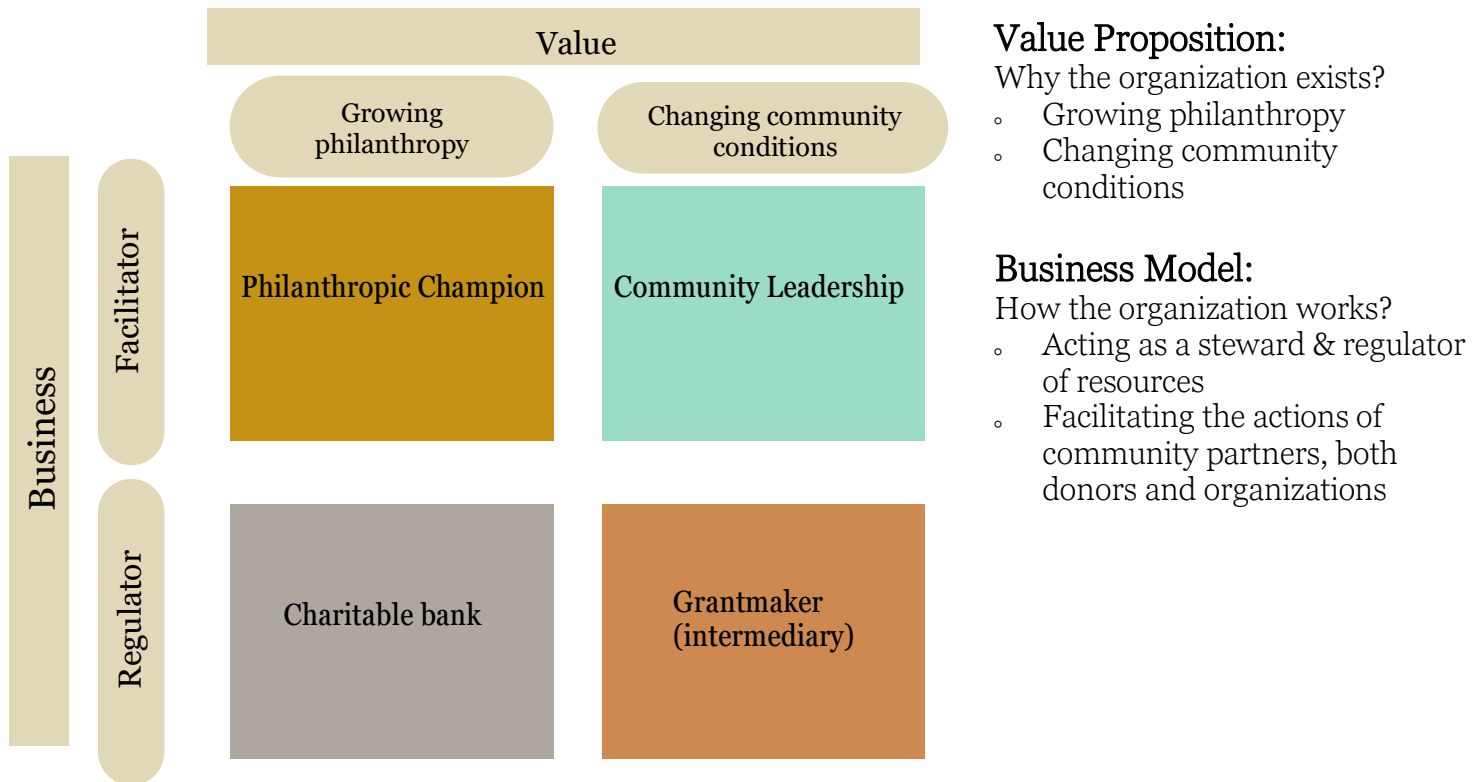 Value
Growing
philanthropy
Changing community
conditions
Business
Facilitator
Philanthropic Champion
Community Leadership
Regulator
Charitable bank
Grantmaker
(intermediary)
Value Proposition:
Why the organization exists?
◦ Growing philanthropy
◦ Changing community
conditions
Business Model:
How the organization works?
◦ Acting as a steward & regulator
of resources
◦ Facilitating the actions of
community partners, both
donors and organizations